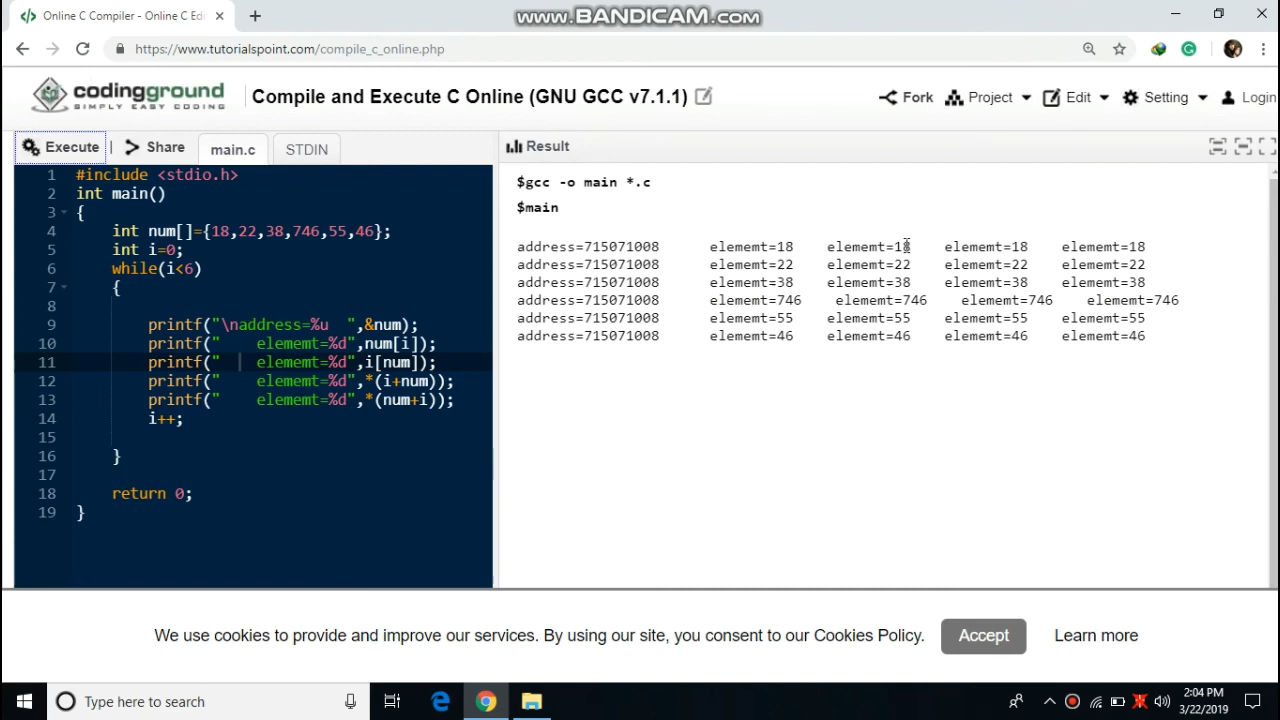 Online C Compiler - Online C Edi
www.BANDICAM.com
https://www.tutorialspoint.com/compile_c_online.php
codingground
SIMPLY EASY CODING
Compile and Execute C Online (GNU GCC v7.1.1)
Fork Project Edit Setting Login
Execute | Share main.c STDIN
Result
1 #include <stdio.h>
2 int main()
3 {
4 int num[]={18,22,38,746,55,46};
5 int i=0;
6 while(i<6)
7 {
8
9 printf("\naddress=%u  ",&num);
10 printf("    elememt=%d",num[i]);
11 printf("    elememt=%d",i[num]);
12 printf("    elememt=%d",*(i+num));
13 printf("    elememt=%d",*(num+i));
14 i++;
15
16 }
17
18 return 0;
19 }
$gcc -o main *.c
$main
address=715071008 elememt=18 elememt=18 elememt=18 elememt=18
address=715071008 elememt=22 elememt=22 elememt=22 elememt=22
address=715071008 elememt=38 elememt=38 elememt=38 elememt=38
address=715071008 elememt=746 elememt=746 elememt=746 elememt=746
address=715071008 elememt=55 elememt=55 elememt=55 elememt=55
address=715071008 elememt=46 elememt=46 elememt=46 elememt=46
We use cookies to provide and improve our services. By using our site, you consent to our Cookies Policy. Accept Learn more
Type here to search
2:04 PM
3/22/2019